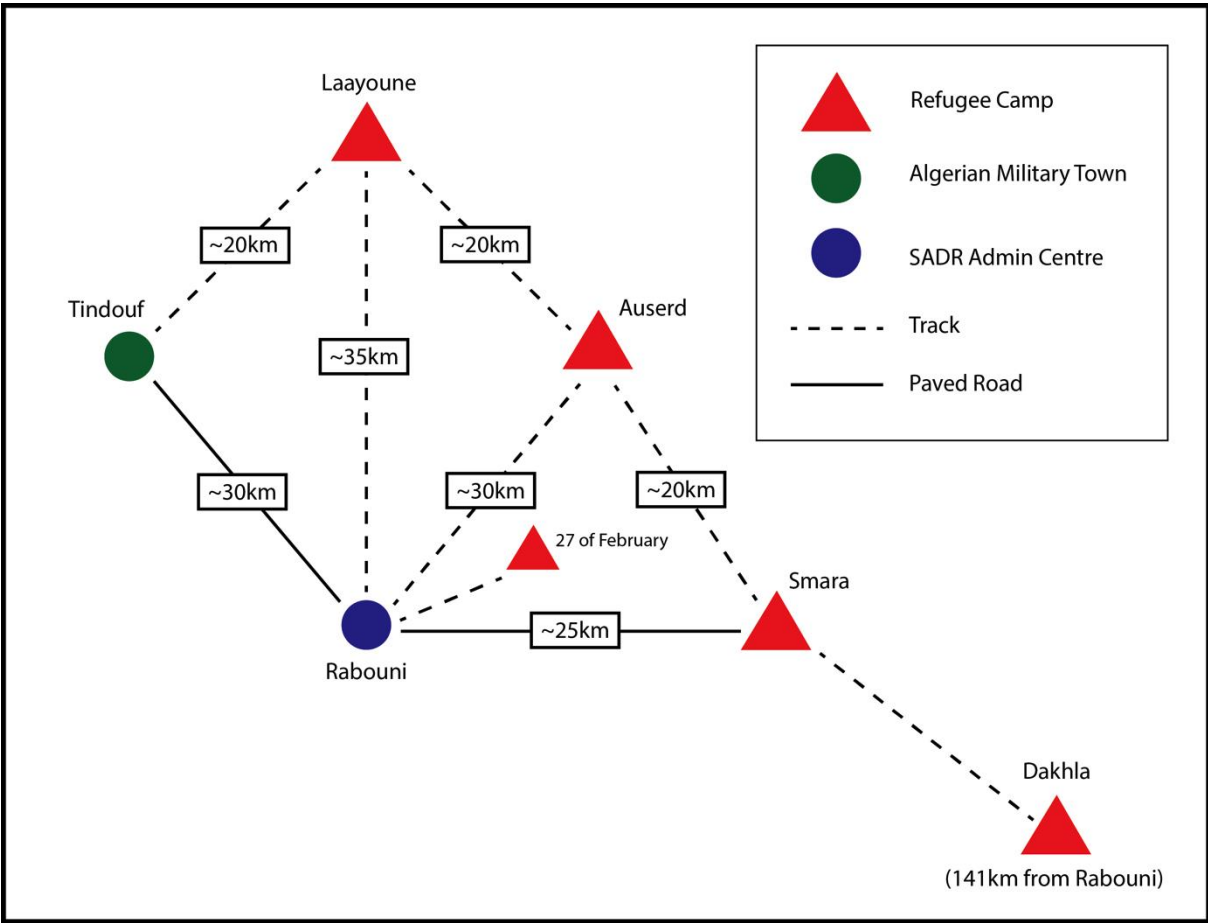 Laayoune
Refugee Camp
Algerian Military Town
SADR Admin Centre
Track
Paved Road
~20km
~20km
Tindouf
Auserd
~35km
~30km
~30km
~20km
27 of February
Smara
~25km
Rabouni
Dakhla
(141km from Rabouni)